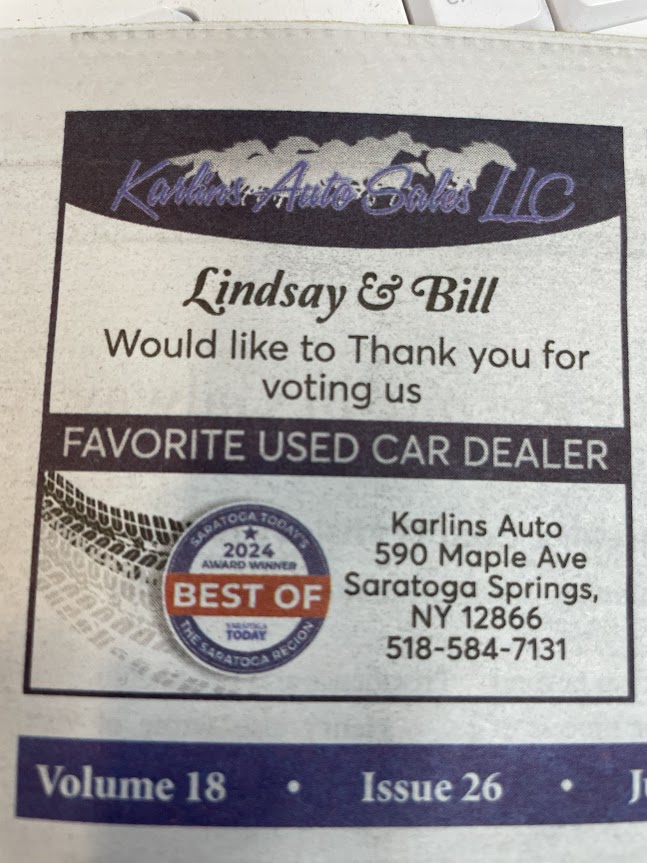 Karlins Auto Sales LLC
Lindsay & Bill
Would like to Thank you for
voting us
FAVORITE USED CAR DEALER
SARATOGA TODAY'S
2024
AWARD WINNER
BEST OF
SARATOGA
TODAY
THE SARATOGA REGION
Karlins Auto
590 Maple Ave
Saratoga Springs,
NY 12866
518-584-7131
Volume 18 • Issue 26 •